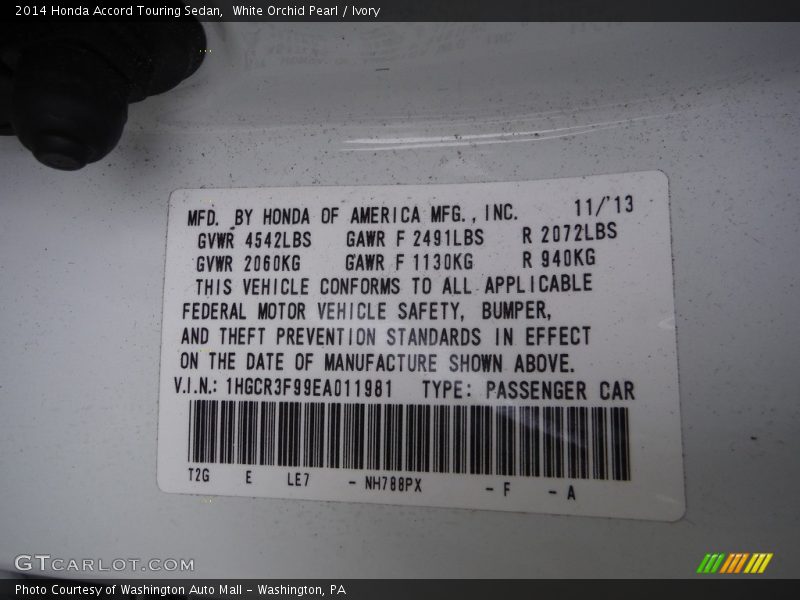 2014 Honda Accord Touring Sedan,  White Orchid Pearl / Ivory
MFD. BY HONDA OF AMERICA MFG., INC. 11/'13
GVWR 4542LBS GAWR F 2491LBS R 2072LBS
GVWR 2060KG GAWR F 1130KG R 940KG
THIS VEHICLE CONFORMS TO ALL APPLICABLE
FEDERAL MOTOR VEHICLE SAFETY, BUMPER,
AND THEFT PREVENTION STANDARDS IN EFFECT
ON THE DATE OF MANUFACTURE SHOWN ABOVE.
V.I.N.: 1HGCR3F99EA011981 TYPE: PASSENGER CAR
T2G E LE7 - NH788PX - F - A
GTCARLOT.COM
Photo Courtesy of Washington Auto Mall - Washington, PA